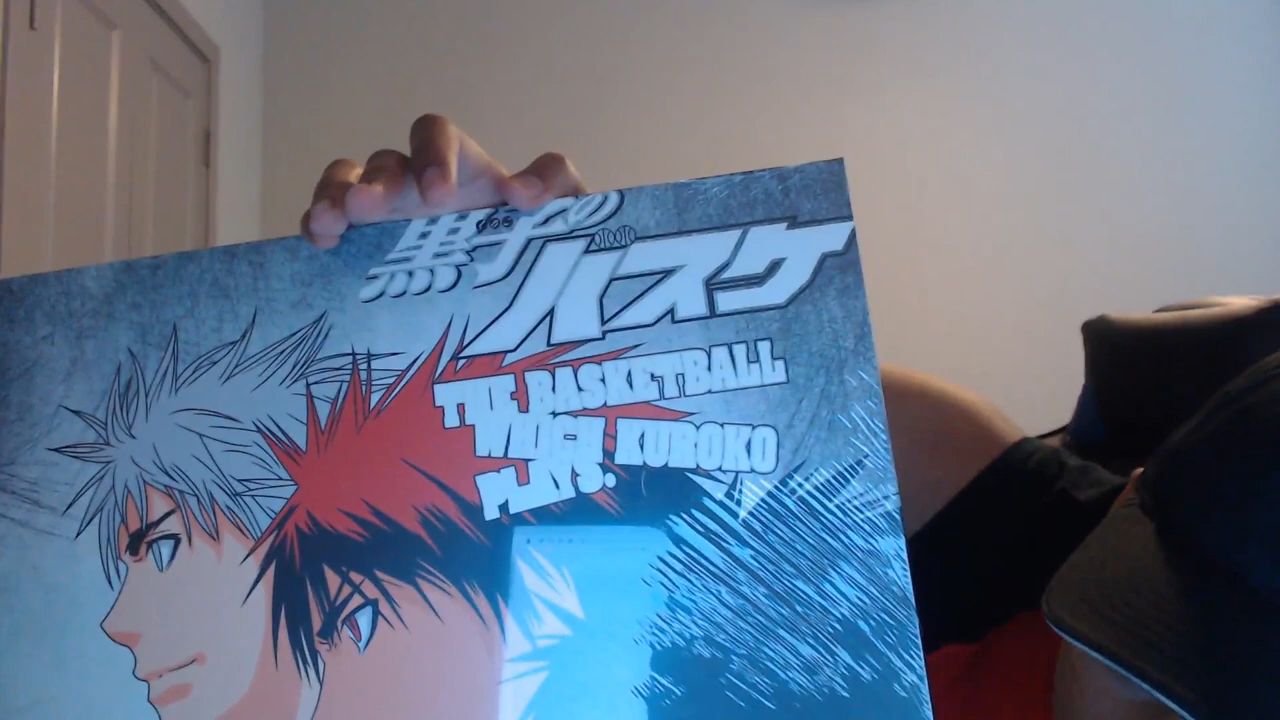 黒子の
バスケ
THE BASKETBALL
WHICH KUROKO
PLAYS.